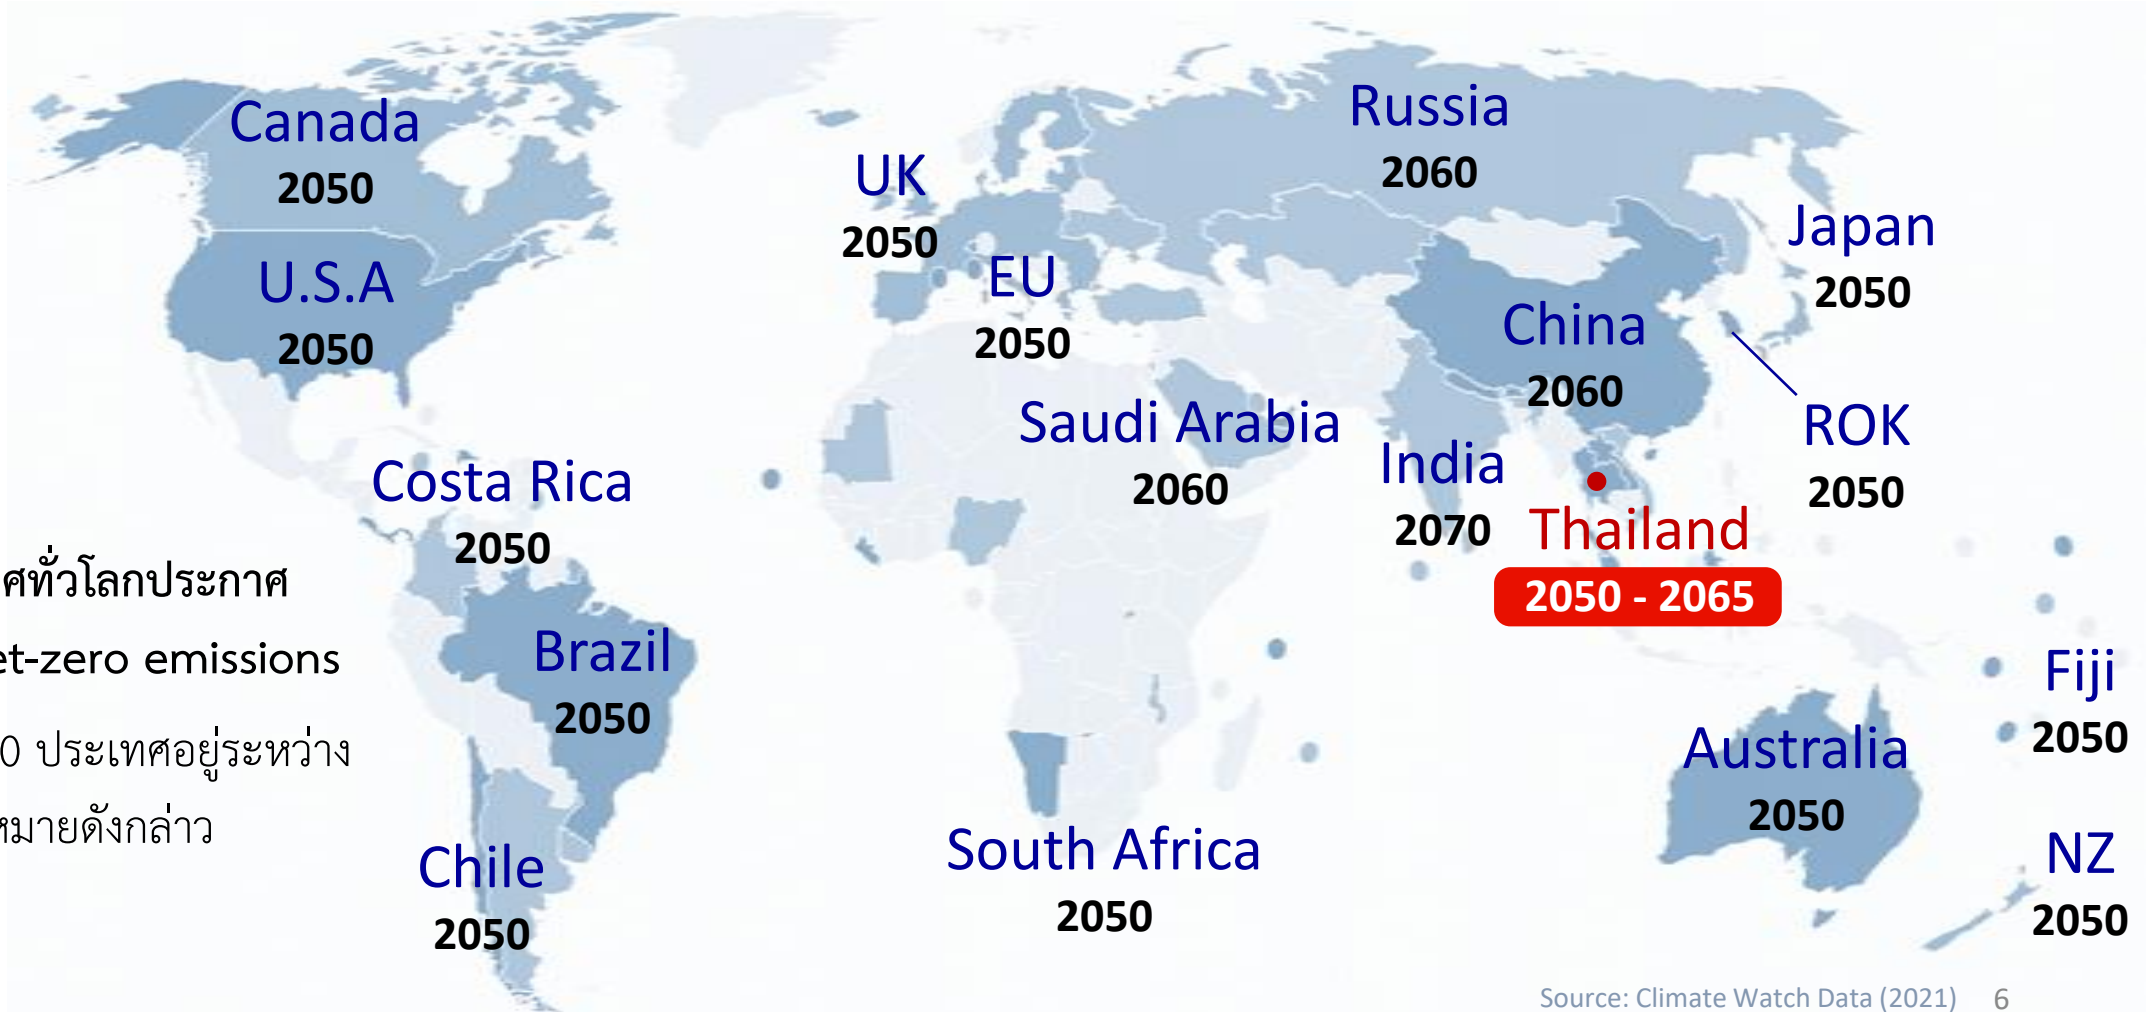 Canada
2050
U.S.A
2050
Costa Rica
2050
Brazil
2050
Chile
2050
UK
2050
EU
2050
Saudi Arabia
2060
South Africa
2050
Russia
2060
China
2060
India
2070
Thailand
2050 - 2065
Japan
2050
ROK
2050
Australia
2050
Fiji
2050
NZ
2050
ศทั่วโลกประกาศ
et-zero emissions
0 ประเทศอยู่ระหว่าง
หมายดังกล่าว
Source: Climate Watch Data (2021) 6